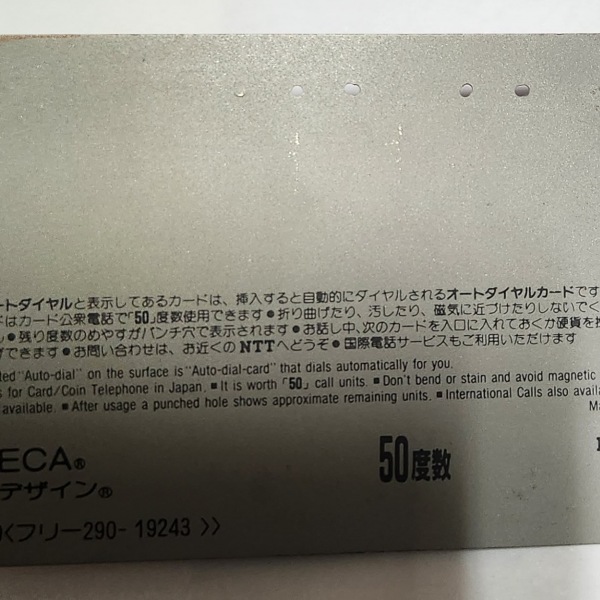 ートダイヤルと表示してあるカードは、挿入すると自動的にダイヤルされるオートダイヤルカードです
ドはカード公衆電話で「50」度数使用できます●折り曲げたり、汚したり、磁気に近づけたりしないでく
●残り度数のめやすがパンチ穴で表示されます●お話し中、次のカードを入口に入れておくか硬貨を投
できます●お問い合わせは、お近くのNTTへどうぞ●国際電話サービスもご利用いただけます
ted "Auto-dial" on the surface is "Auto-dial-card" that dials automatically for you.
s for Card/Coin Telephone in Japan. ■ It is worth「50」call units. ■ Don't bend or stain and avoid magnetic
available. ■ After usage a punched hole shows approximate remaining units. ■ International Calls also availa
Ma
ECA®
50度数
デザイン®
〈フリー290-19243 〉〉